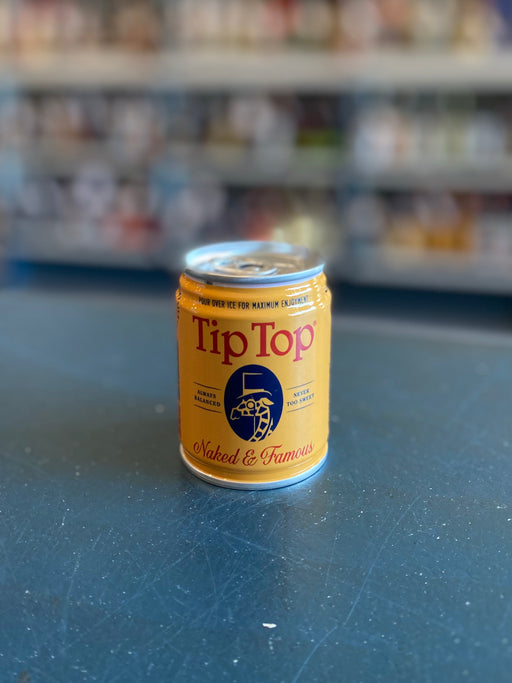 POUR OVER ICE FOR MAXIMUM ENJOYMENT
Tip Top®
ALWAYS BALANCED
NEVER TOO SWEET
Naked & Famous